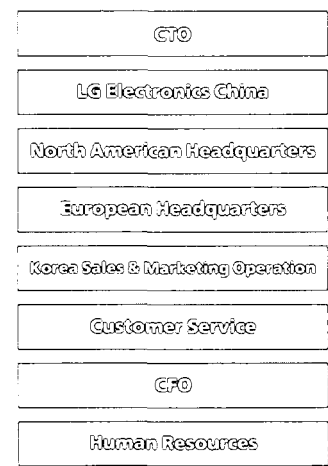 CTO
LG Electronics China
North American Headquarters
European Headquarters
Korea Sales & Marketing Operation
Customer Service
CFO
Human Resources